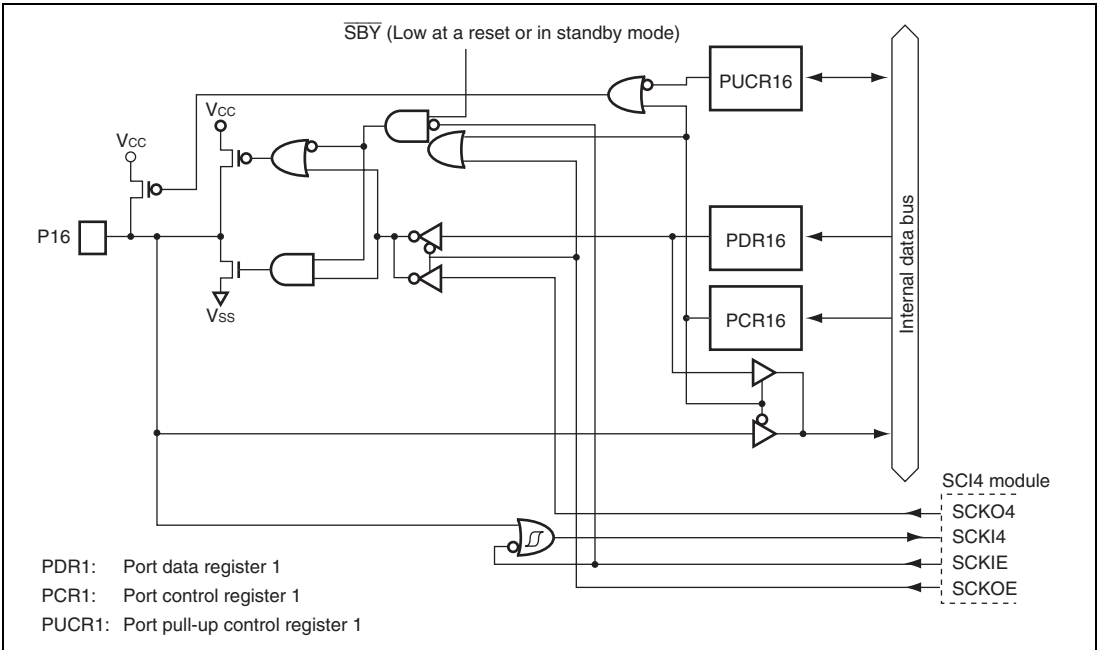 SBY (Low at a reset or in standby mode)
PUCR16
VCC
VCC
P16
PDR16
PCR16
VSS
Internal data bus
SCI4 module
SCKO4
SCKI4
SCKIE
SCKOE
PDR1: Port data register 1
PCR1: Port control register 1
PUCR1: Port pull-up control register 1